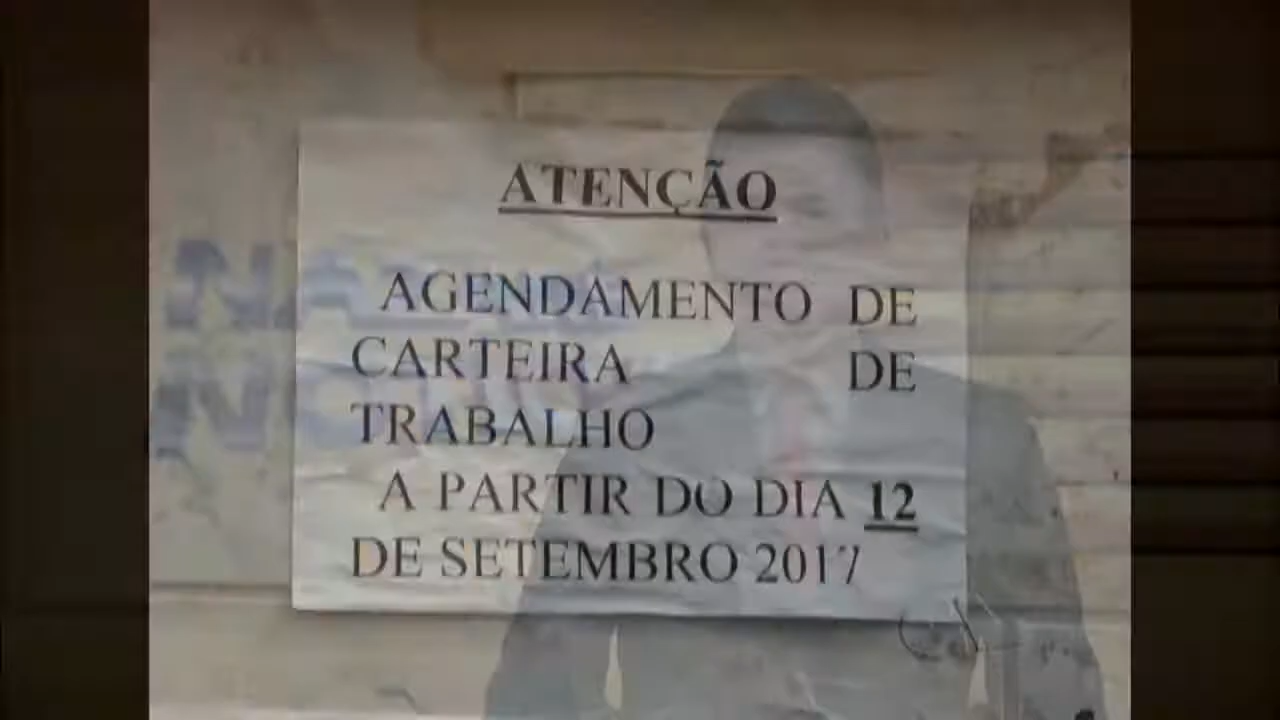 ATENÇÃO
AGENDAMENTO DE
CARTEIRA DE
TRABALHO
A PARTIR DO DIA 12
DE SETEMBRO 2017